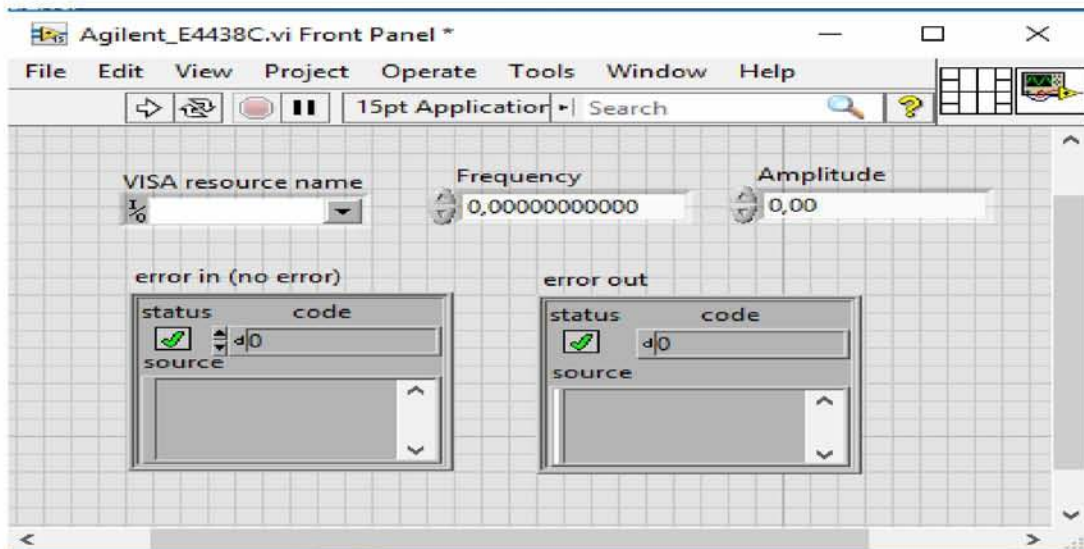 Agilent_E4438C.vi Front Panel *
File Edit View Project Operate Tools Window Help
15pt Application Search
VISA resource name
Frequency
Amplitude
0,00000000000
0,00
error in (no error)
error out
status code
d 0
source
status code
d 0
source